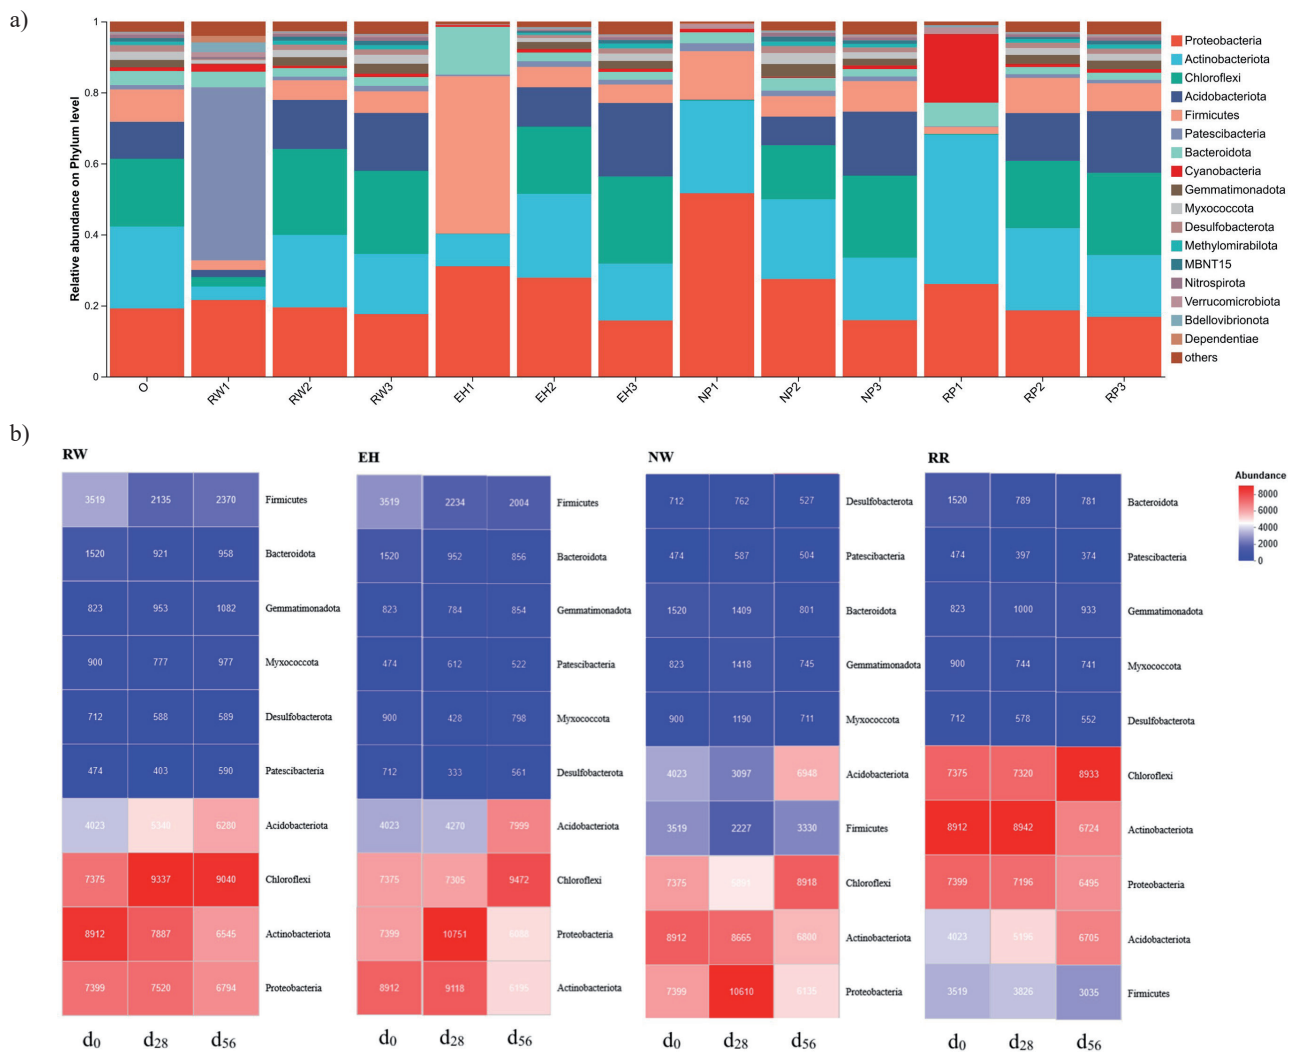 a)
Relative abundance on Phylum level
1
0.8
0.6
0.4
0.2
0
O RW1 RW2 RW3 EH1 EH2 EH3 NP1 NP2 NP3 RP1 RP2 RP3
Proteobacteria
Actinobacteriota
Chloroflexi
Acidobacteriota
Firmicutes
Patescibacteria
Bacteroidota
Cyanobacteria
Gemmatimonadota
Myxococcota
Desulfobacterota
Methylomirabilota
MBNT15
Nitrospirota
Verrucomicrobiota
Bdellovibrionota
Dependentiae
others
b)
RW
3519 2135 2370 Firmicutes
1520 921 958 Bacteroidota
823 953 1082 Gemmatimonadota
900 777 977 Myxococcota
712 588 589 Desulfobacterota
474 403 590 Patescibacteria
4023 5340 6280 Acidobacteriota
7375 9337 9040 Chloroflexi
8912 7887 6545 Actinobacteriota
7399 7520 6794 Proteobacteria
d0 d28 d56
EH
3519 2234 2004 Firmicutes
1520 952 856 Bacteroidota
823 784 854 Gemmatimonadota
474 612 522 Patescibacteria
900 428 798 Myxococcota
712 333 561 Desulfobacterota
4023 4270 7999 Acidobacteriota
7375 7305 9472 Chloroflexi
7399 10751 Proteobacteria
8912 9118 6195 Actinobacteriota
d0 d28 d56
NW
712 762 527 Desulfobacterota
474 587 504 Patescibacteria
1520 1409 801 Bacteroidota
823 1418 745 Gemmatimonadota
900 1190 711 Myxococcota
4023 3097 6948 Acidobacteriota
3519 2227 3330 Firmicutes
7375 8918 Chloroflexi
8912 8665 6800 Actinobacteriota
7399 10610 6135 Proteobacteria
d0 d28 d56
RR
1520 789 781 Bacteroidota
474 397 374 Patescibacteria
823 1000 933 Gemmatimonadota
900 744 741 Myxococcota
712 578 552 Desulfobacterota
7375 7320 8933 Chloroflexi
8912 8942 6724 Actinobacteriota
7399 7196 6495 Proteobacteria
4023 5196 6705 Acidobacteriota
3519 3826 3035 Firmicutes
d0 d28 d56
Abundance
8000
6000
4000
2000
0